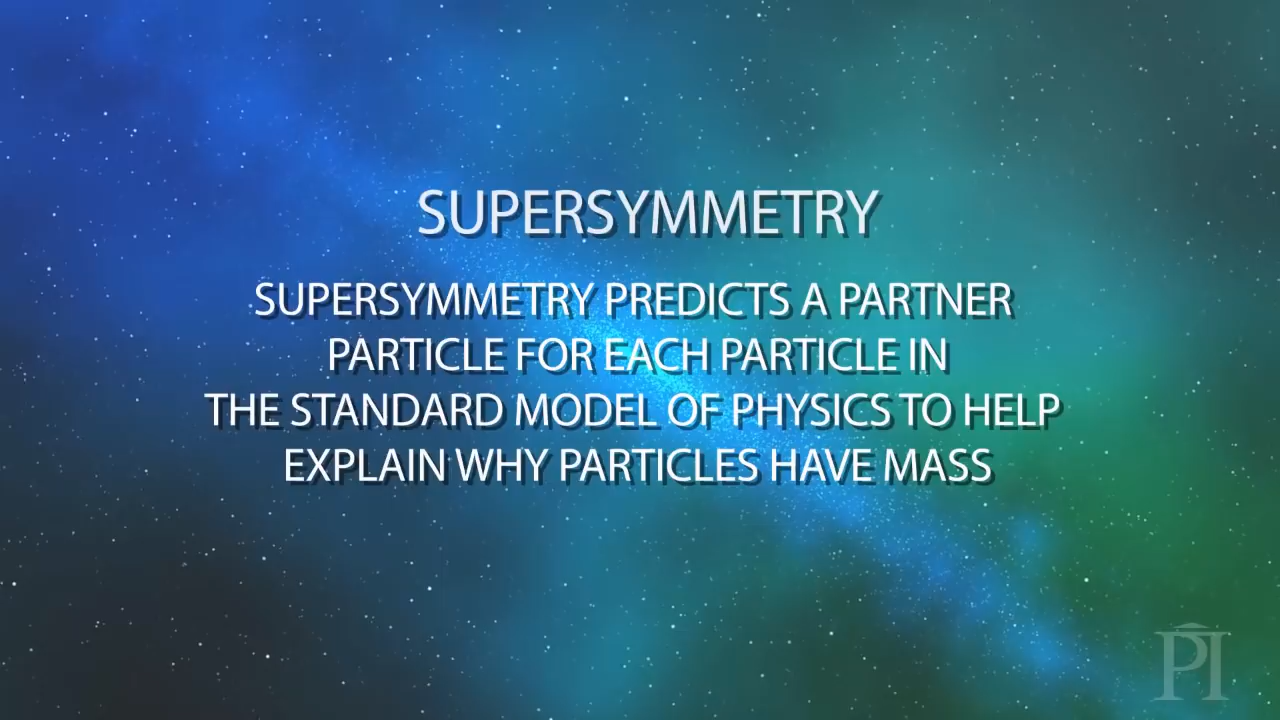 SUPERSYMMETRY
SUPERSYMMETRY PREDICTS A PARTNER
PARTICLE FOR EACH PARTICLE IN
THE STANDARD MODEL OF PHYSICS TO HELP
EXPLAIN WHY PARTICLES HAVE MASS
PI